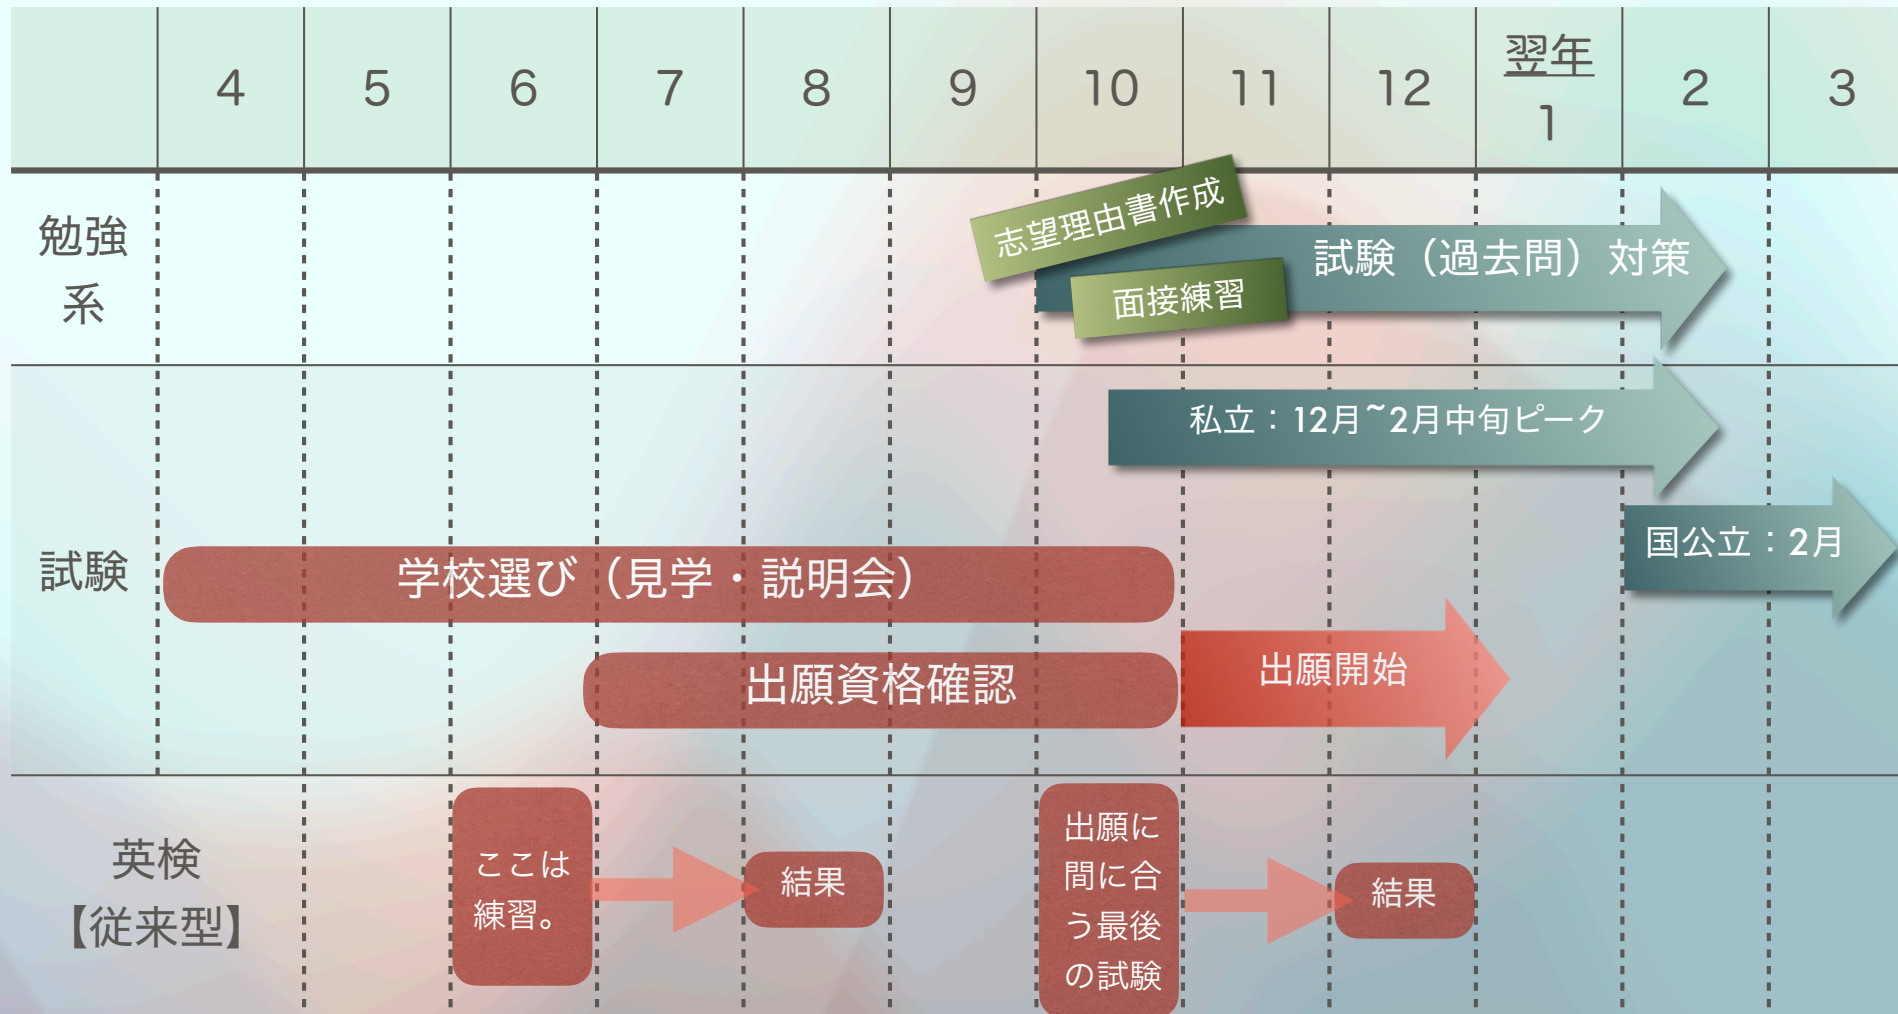 4 5 6 7 8 9 10 11 12 翌年 2 3
1
勉強
系
志望理由書作成
試験（過去問）対策
面接練習
試験
私立：12月~2月中旬ピーク
国公立：2月
学校選び（見学・説明会）
出願資格確認
出願開始
英検
【従来型】
ここは
練習。
結果
出願に
間に合
う最後
の試験
結果